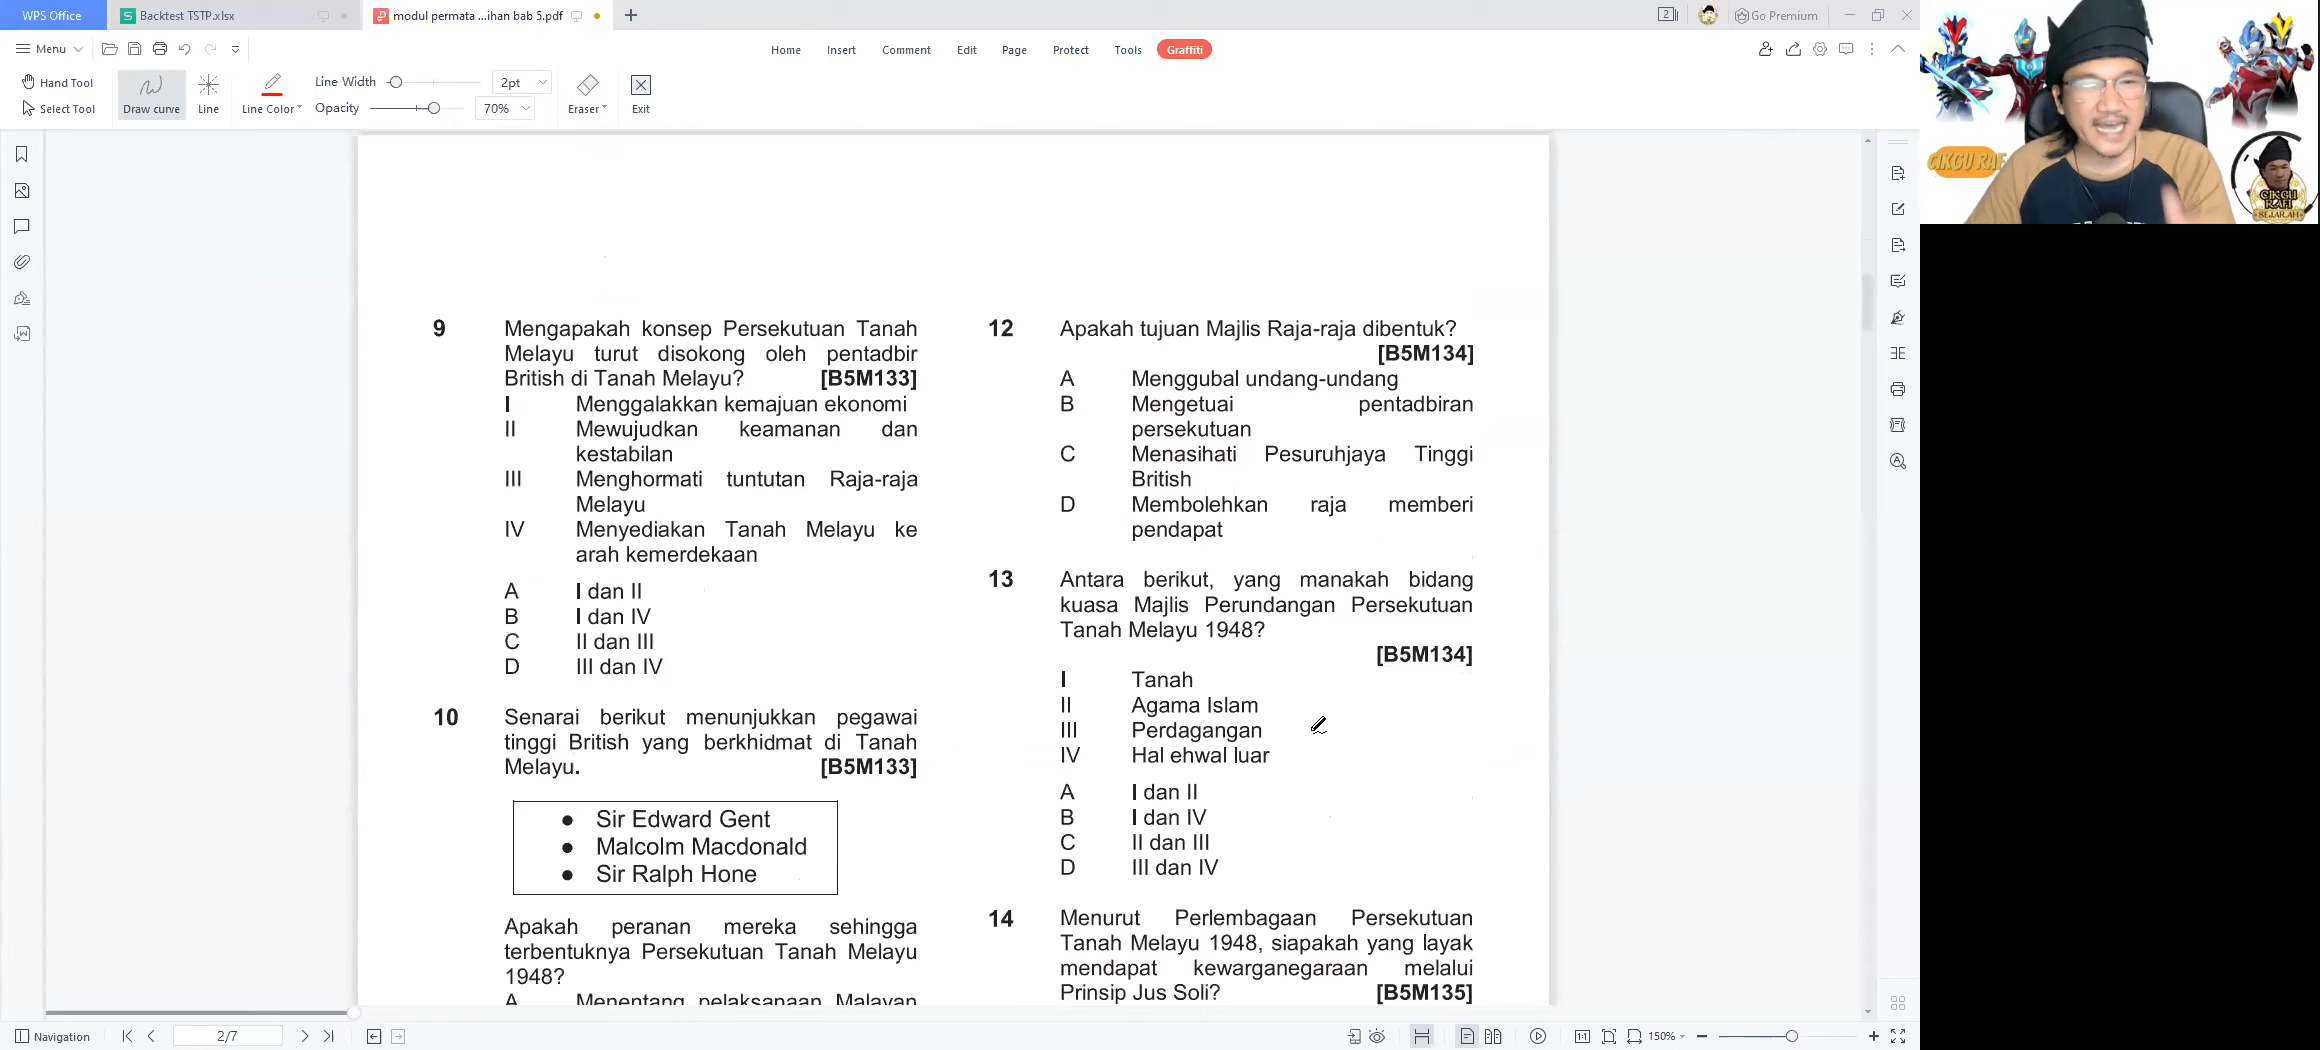 WPS Office
Backtest TSTP.xlsx
modul permata ...ihan bab 5.pdf
2
Go Premium
Menu
Home
Insert
Comment
Edit
Page
Protect
Tools
Graffiti
Hand Tool
Select Tool
Draw curve
Line
Line Color
Line Width
2pt
Opacity
70%
Eraser
Exit
CIKGU RAFI
CIKGU
RAFI
SEJARAH
9 Mengapakah konsep Persekutuan Tanah
Melayu turut disokong oleh pentadbir
British di Tanah Melayu? [B5M133]
I Menggalakkan kemajuan ekonomi
II Mewujudkan keamanan dan
kestabilan
III Menghormati tuntutan Raja-raja
Melayu
IV Menyediakan Tanah Melayu ke
arah kemerdekaan
A I dan II
B I dan IV
C II dan III
D III dan IV
10 Senarai berikut menunjukkan pegawai
tinggi British yang berkhidmat di Tanah
Melayu. [B5M133]
● Sir Edward Gent
● Malcolm Macdonald
● Sir Ralph Hone
Apakah peranan mereka sehingga
terbentuknya Persekutuan Tanah Melayu
1948?
A Menentang pelaksanaan Malayan
12 Apakah tujuan Majlis Raja-raja dibentuk?
[B5M134]
A Menggubal undang-undang
B Mengetuai pentadbiran
persekutuan
C Menasihati Pesuruhjaya Tinggi
British
D Membolehkan raja memberi
pendapat
13 Antara berikut, yang manakah bidang
kuasa Majlis Perundangan Persekutuan
Tanah Melayu 1948?
[B5M134]
I Tanah
II Agama Islam
III Perdagangan
IV Hal ehwal luar
A I dan II
B I dan IV
C II dan III
D III dan IV
14 Menurut Perlembagaan Persekutuan
Tanah Melayu 1948, siapakah yang layak
mendapat kewarganegaraan melalui
Prinsip Jus Soli? [B5M135]
Navigation
2/7
1:1
150%